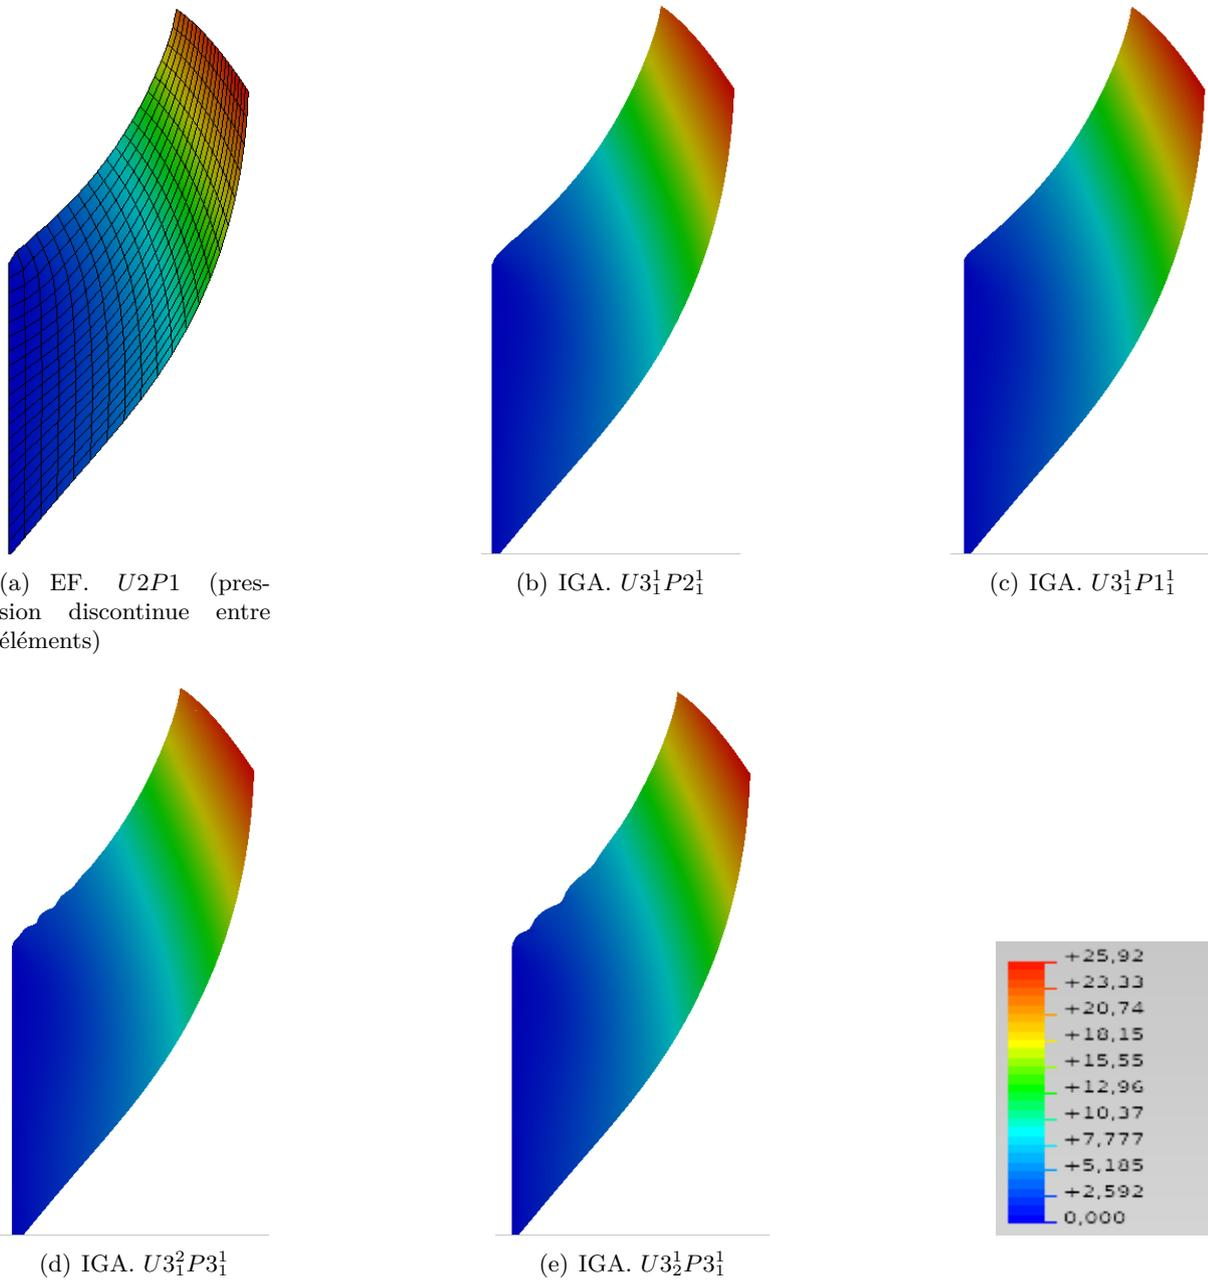 (a) EF. U2P1 (pres-
sion discontinue entre
éléments)
(b) IGA. U3₁¹P2₁¹
(c) IGA. U3₁¹P1₁¹
(d) IGA. U3₁²P3₁¹
(e) IGA. U3₂¹P3₁¹
+25,92
+23,33
+20,74
+18,15
+15,55
+12,96
+10,37
+7,777
+5,185
+2,592
0,000